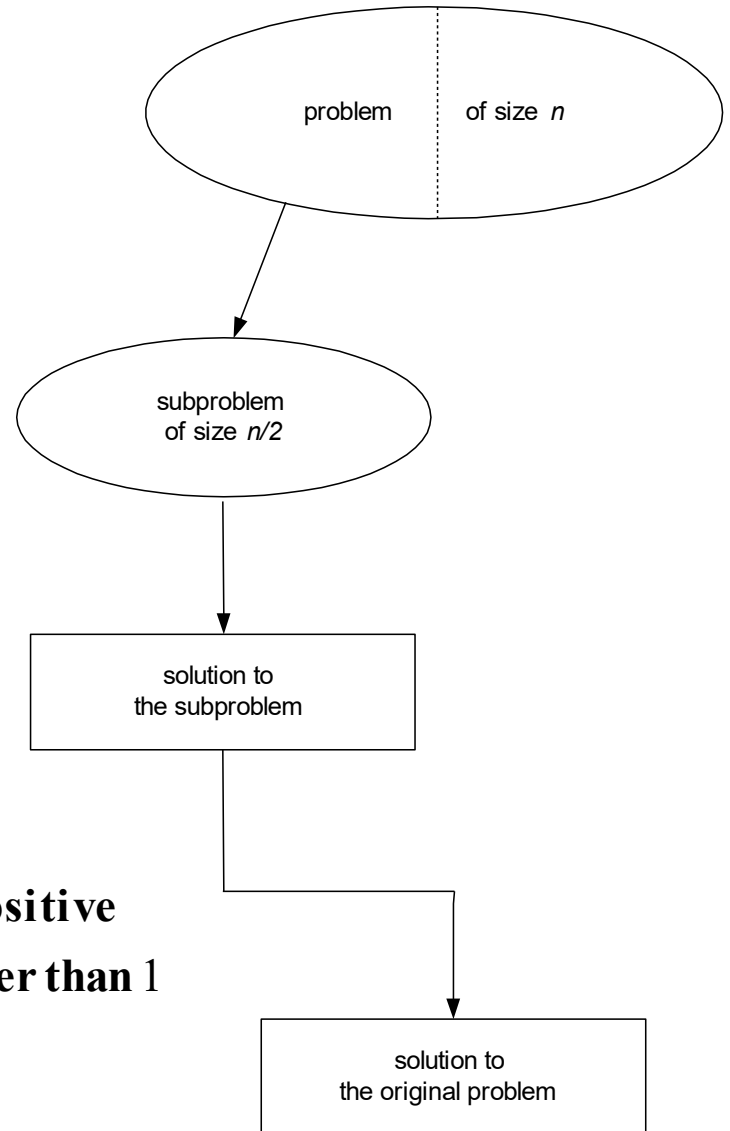 problem of size n
subproblem
of size n/2
solution to
the subproblem
ositive
er than 1
solution to
the original problem